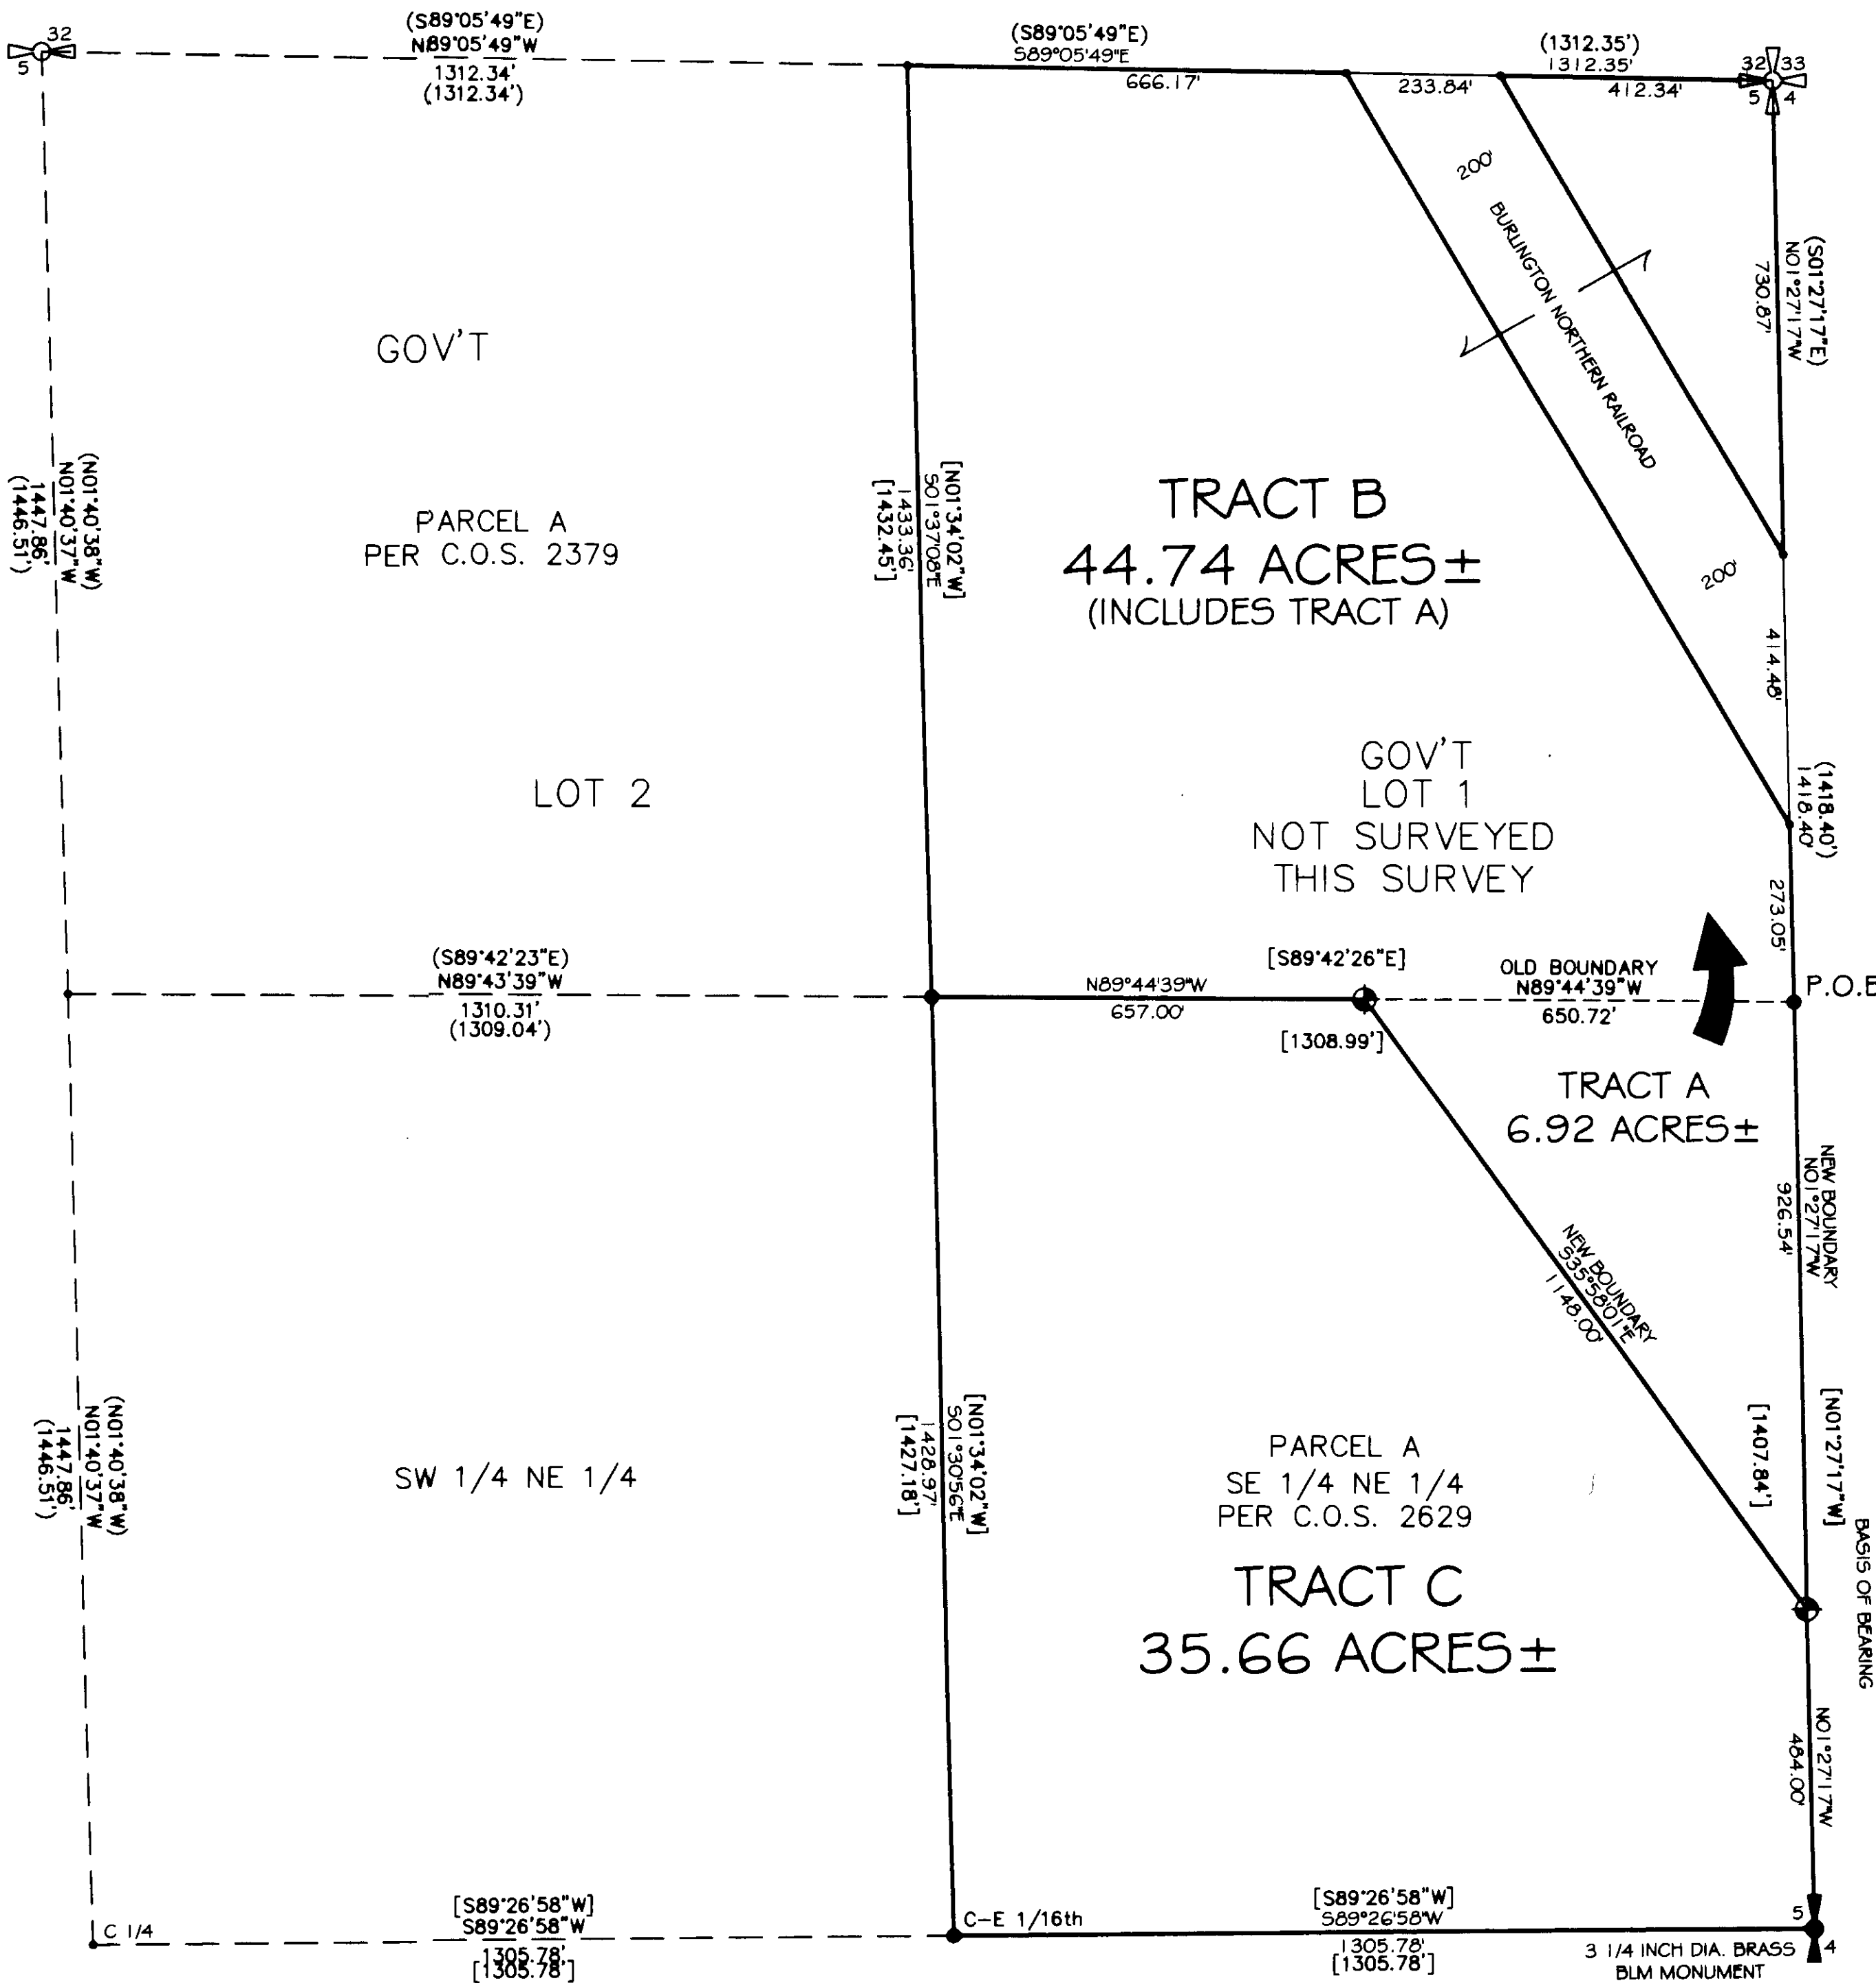 32
5
(S89°05'49"E)
N89°05'49"W
1312.34'
(1312.34')
(S89°05'49"E)
S89°05'49"E
666.17'
233.84'
(1312.35')
1312.35'
412.34'
32 33
5 4
200'
BURLINGTON NORTHERN RAILROAD
200'
(S01°27'17"E)
N01°27'17"W
730.87'
414.48'
(1418.40')
1418.40'
273.05'
GOV'T
PARCEL A
PER C.O.S. 2379
LOT 2
(N01°40'38"W)
N01°40'37"W
1447.86'
(1446.51')
[N01°34'02"W]
S01°37'08"E
1433.36'
[1432.45']
TRACT B
44.74 ACRES±
(INCLUDES TRACT A)
GOV'T
LOT 1
NOT SURVEYED
THIS SURVEY
(S89°42'23"E)
N89°43'39"W
1310.31'
(1309.04')
[S89°42'26"E]
N89°44'39"W
657.00'
[1308.99']
OLD BOUNDARY
N89°44'39"W
650.72'
P.O.B
TRACT A
6.92 ACRES±
NEW BOUNDARY
N01°27'17"W
926.54'
NEW BOUNDARY
S35°58'01"E
1148.00'
[N01°27'17"W]
[1407.84']
BASIS OF BEARING
(N01°40'38"W)
N01°40'37"W
1447.86'
(1446.51')
SW 1/4 NE 1/4
[N01°34'02"W]
S01°30'56"E
1428.97'
[1427.18']
PARCEL A
SE 1/4 NE 1/4
PER C.O.S. 2629
TRACT C
35.66 ACRES±
N01°27'17"W
484.00'
C 1/4
[S89°26'58"W]
S89°26'58"W
1305.78'
[1305.78']
C-E 1/16th
[S89°26'58"W]
S89°26'58"W
1305.78'
[1305.78']
5
4
3 1/4 INCH DIA. BRASS
BLM MONUMENT